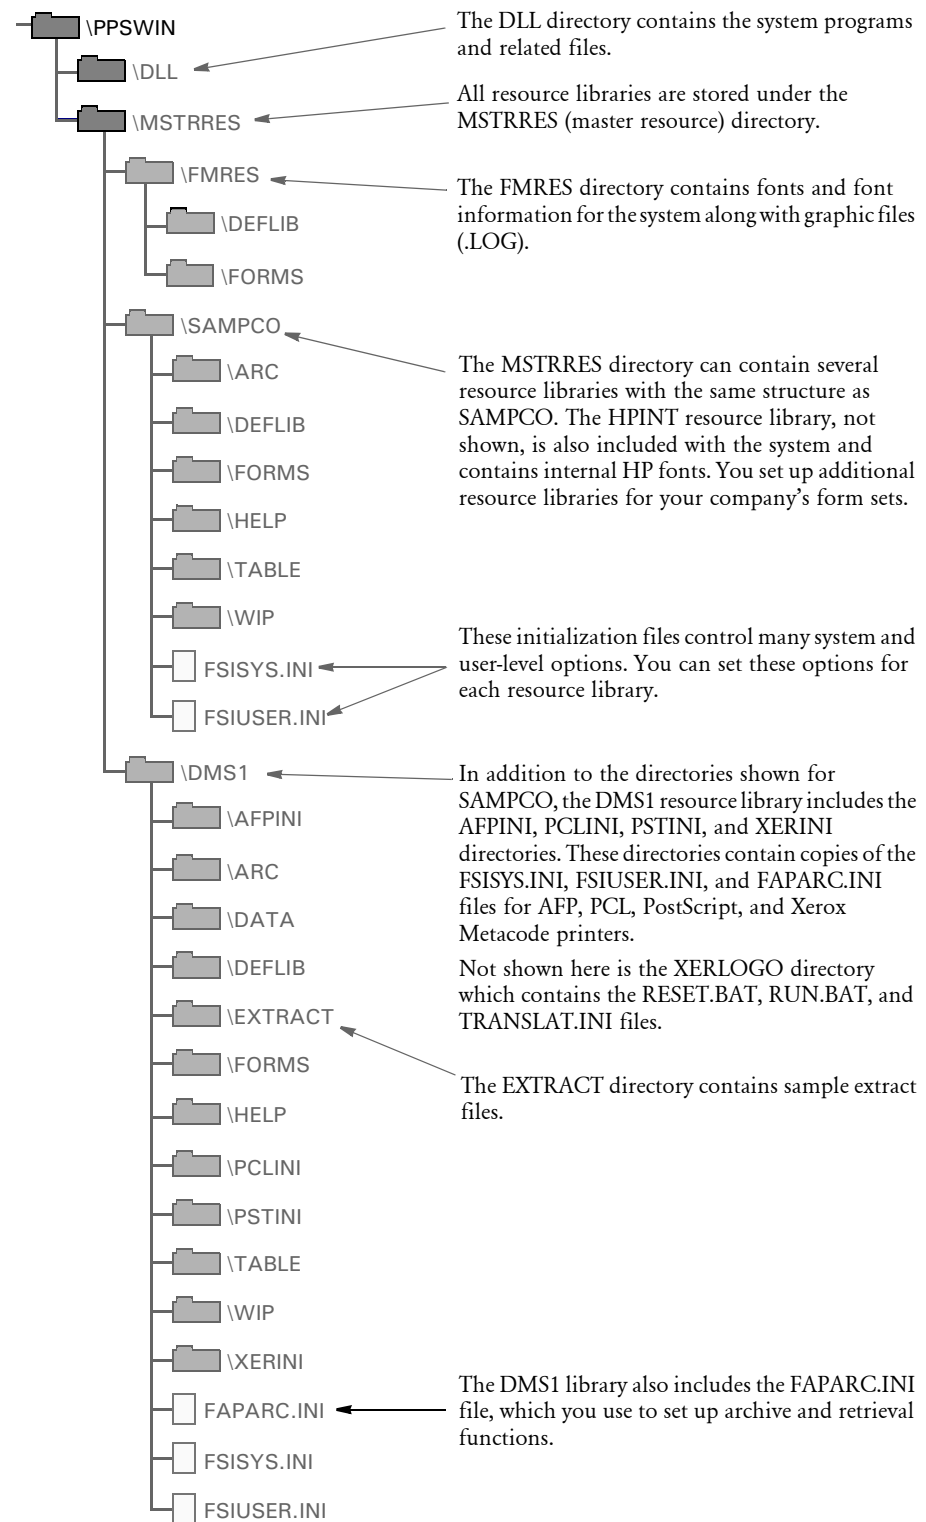 \PPSWIN
The DLL directory contains the system programs
and related files.
\DLL
All resource libraries are stored under the
MSTRRES (master resource) directory.
\MSTRRES
\FMRES
The FMRES directory contains fonts and font
information for the system along with graphic files
(.LOG).
\DEFLIB
\FORMS
\SAMPCO
The MSTRRES directory can contain several
resource libraries with the same structure as
SAMPCO. The HPINT resource library, not
shown, is also included with the system and
contains internal HP fonts. You set up additional
resource libraries for your company’s form sets.
\ARC
\DEFLIB
\FORMS
\HELP
\TABLE
\WIP
These initialization files control many system and
user-level options. You can set these options for
each resource library.
FSISYS.INI
FSIUSER.INI
\DMS1
In addition to the directories shown for
SAMPCO, the DMS1 resource library includes the
AFPINI, PCLINI, PSTINI, and XERINI
directories. These directories contain copies of the
FSISYS.INI, FSIUSER.INI, and FAPARC.INI
files for AFP, PCL, PostScript, and Xerox
Metacode printers.
Not shown here is the XERLOGO directory
which contains the RESET.BAT, RUN.BAT, and
TRANSLAT.INI files.
\AFPINI
\ARC
\DATA
\DEFLIB
\EXTRACT
The EXTRACT directory contains sample extract
files.
\FORMS
\HELP
\PCLINI
\PSTINI
\TABLE
\WIP
\XERINI
The DMS1 library also includes the FAPARC.INI
file, which you use to set up archive and retrieval
functions.
FAPARC.INI
FSISYS.INI
FSIUSER.INI